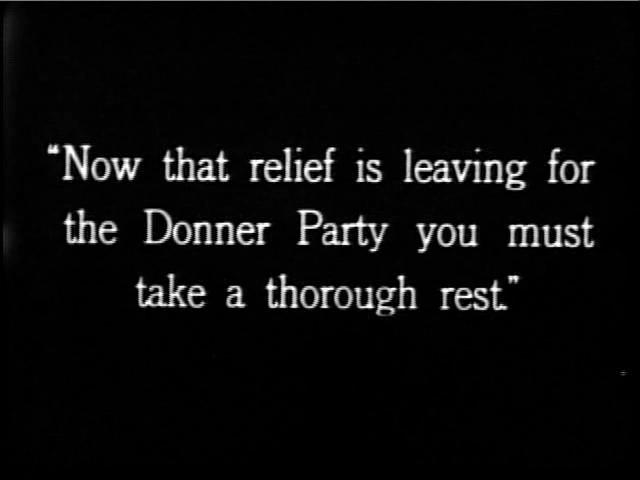 “Now that relief is leaving for
the Donner Party you must
take a thorough rest.”